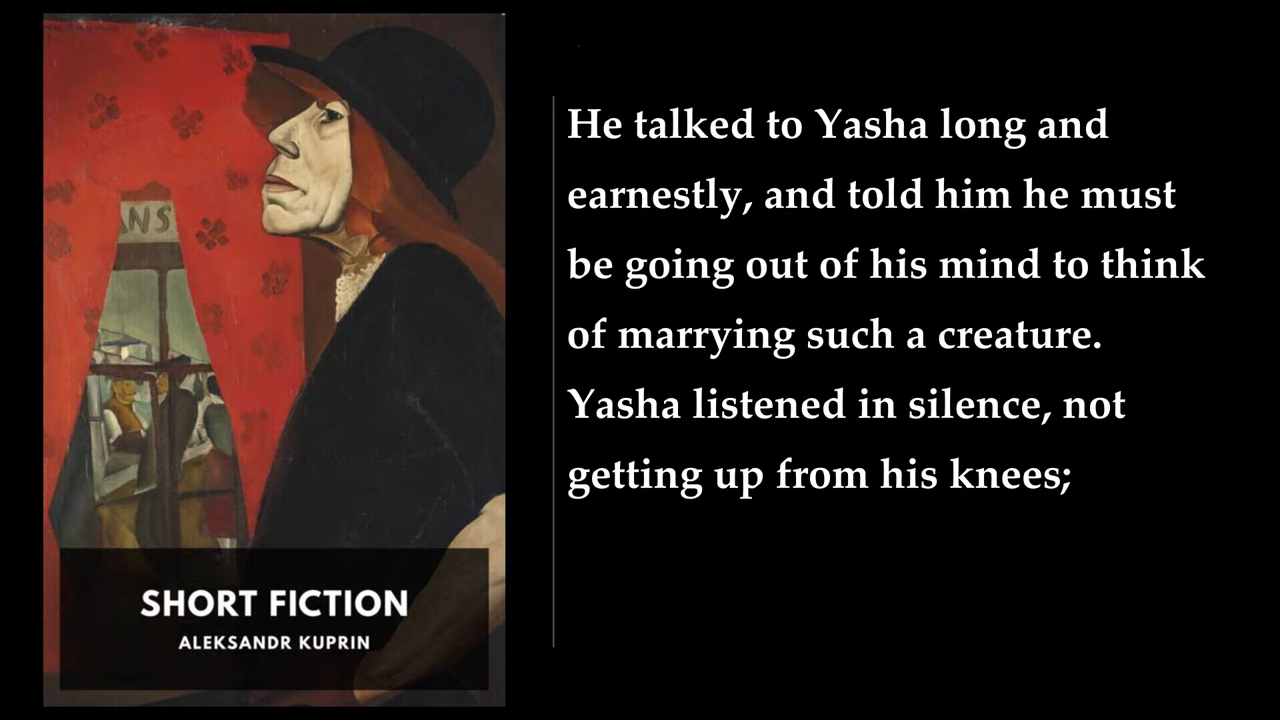 ANS
SHORT FICTION
ALEKSANDR KUPRIN
He talked to Yasha long and
earnestly, and told him he must
be going out of his mind to think
of marrying such a creature.
Yasha listened in silence, not
getting up from his knees;